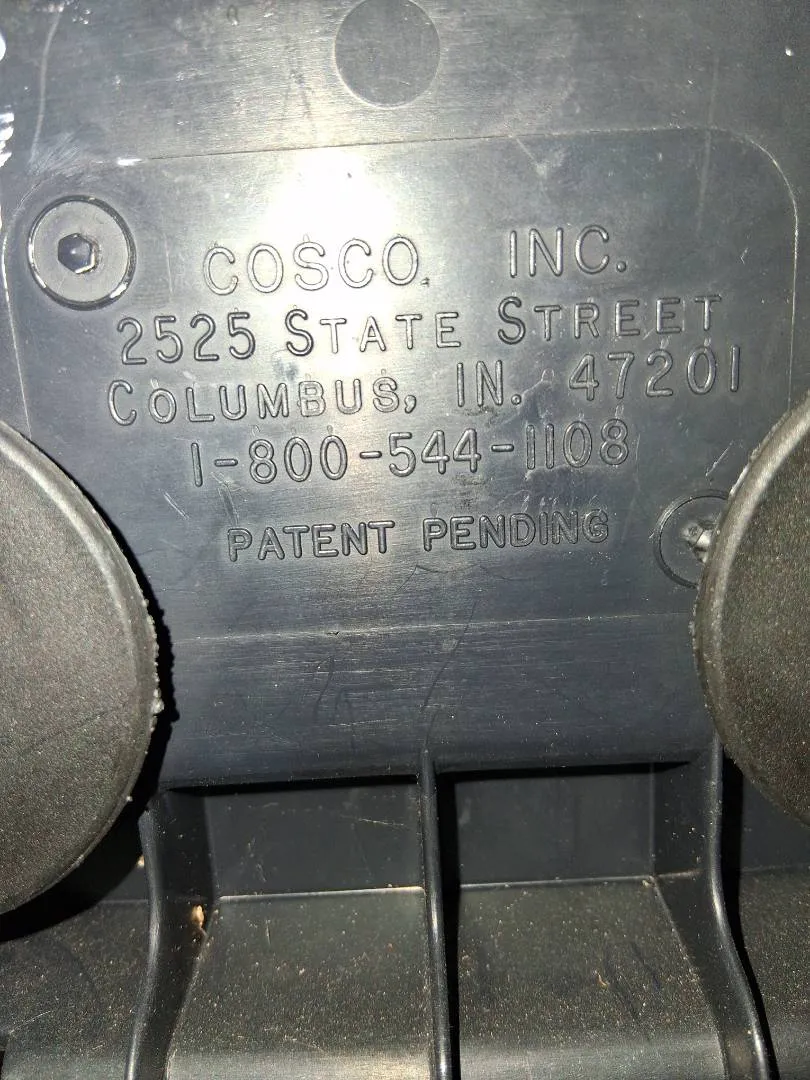 COSCO, INC.
2525 STATE STREET
COLUMBUS, IN. 47201
1-800-544-1108
PATENT PENDING